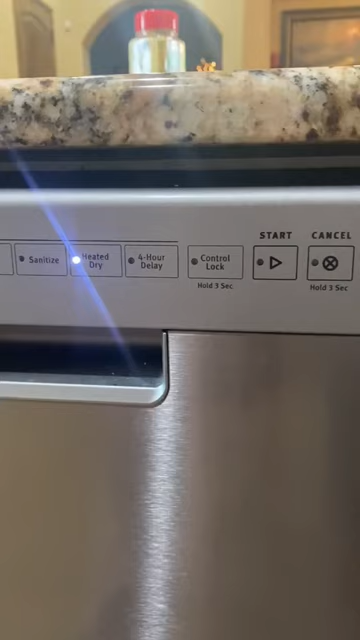 START CANCEL
Sanitize
Heated
Dry
4-Hour
Delay
Control
Lock
Hold 3 Sec
Hold 3 Sec